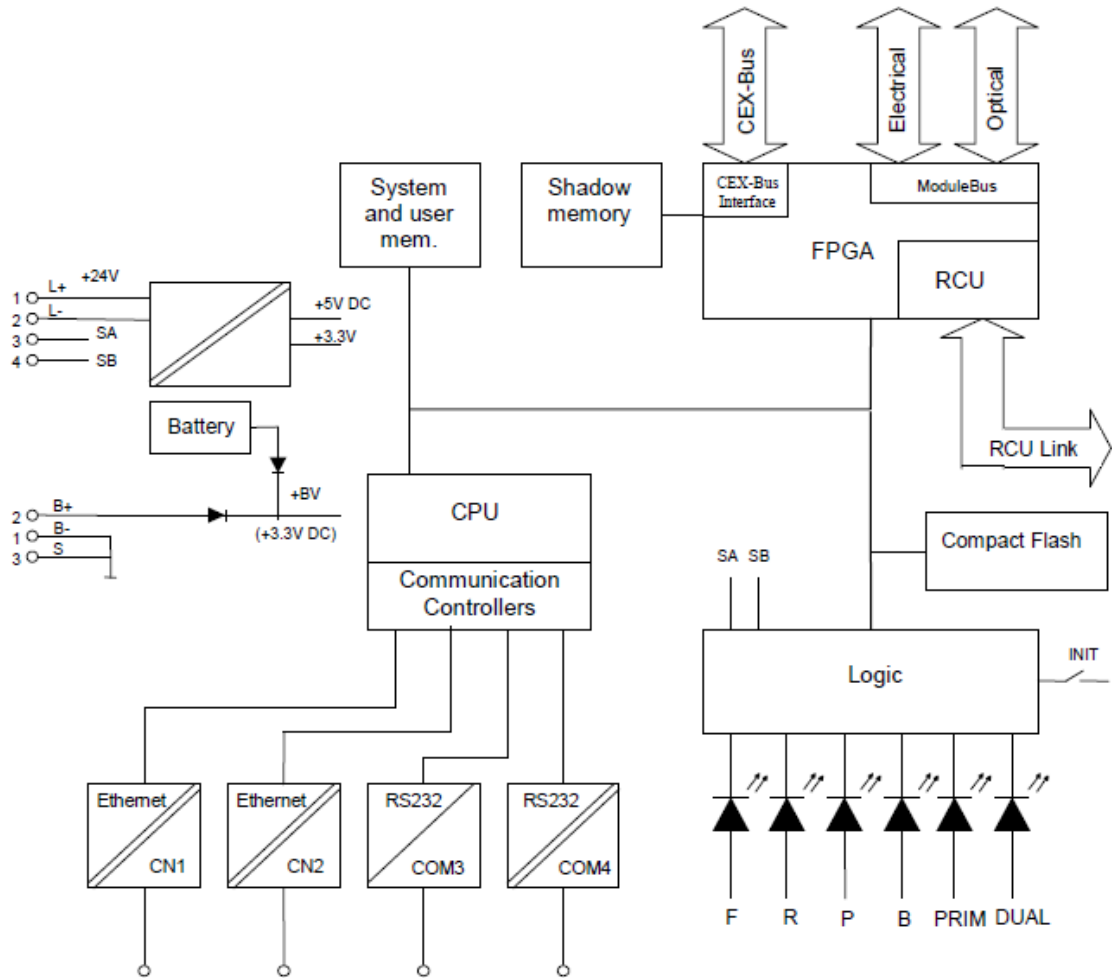 CEX-Bus
Electrical
Optical
System
and user
mem.
Shadow
memory
CEX-Bus
Interface
ModuleBus
FPGA
RCU
1 L+ +24V
2 L-
3 SA
4 SB
+5V DC
+3.3V
Battery
RCU Link
+BV
2 B+
(+3.3V DC)
1 B-
3 S
CPU
Communication
Controllers
Compact Flash
SA SB
Logic
INIT
Ethernet
CN1
Ethernet
CN2
RS232
COM3
RS232
COM4
F R P B PRIM DUAL